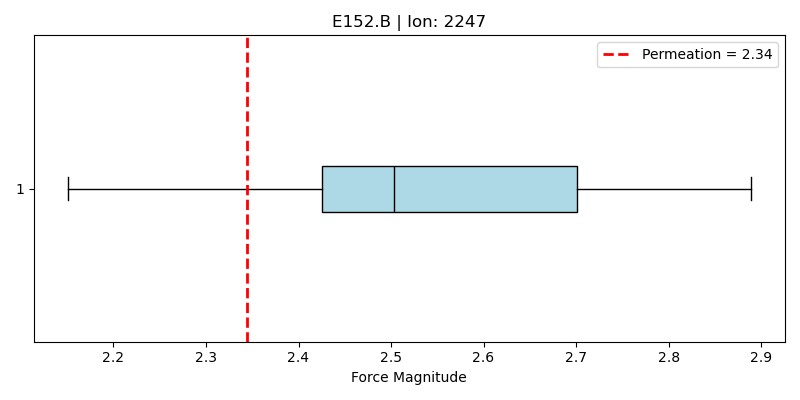 E152.B | Ion: 2247
Permeation = 2.34
1
2.2 2.3 2.4 2.5 2.6 2.7 2.8 2.9
Force Magnitude